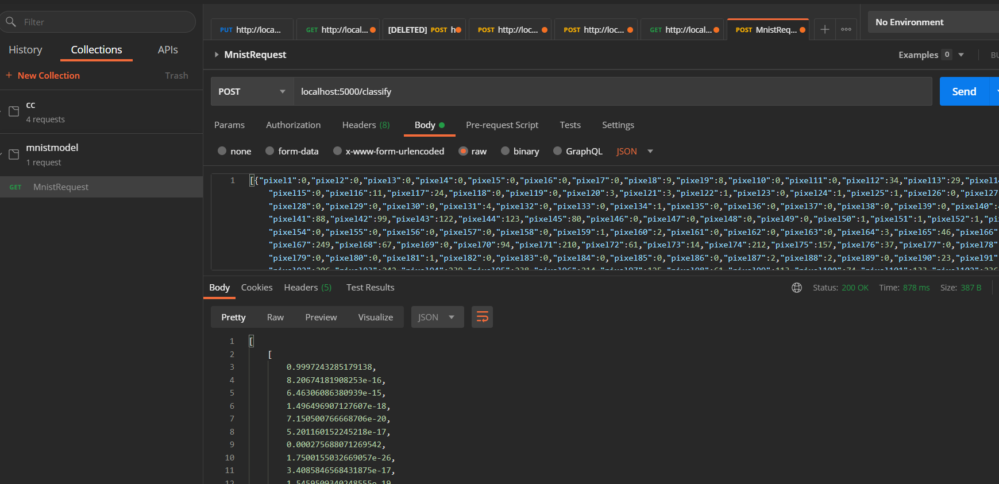 Filter
History Collections APIs
+ New Collection Trash
cc
4 requests
mnistmodel
1 request
GET MnistRequest
PUT http://loca... GET http://local... [DELETED] POST h POST http://loc... POST http://loc... GET http://local... POST MnistReq...
No Environment
MnistRequest
Examples 0
POST localhost:5000/classify Send
Params Authorization Headers (8) Body Pre-request Script Tests Settings
none form-data x-www-form-urlencoded raw binary GraphQL JSON
1 [{"pixel1":0,"pixel2":0,"pixel3":0,"pixel4":0,"pixel5":0,"pixel6":0,"pixel7":0,"pixel8":9,"pixel9":8,"pixel10":0,"pixel11":0,"pixel12":34,"pixel13":29,"pixel14
"pixel15":0,"pixel16":11,"pixel17":24,"pixel18":0,"pixel19":0,"pixel20":3,"pixel21":3,"pixel22":1,"pixel23":0,"pixel24":1,"pixel25":1,"pixel26":0,"pixel27"
"pixel28":0,"pixel29":0,"pixel30":0,"pixel31":4,"pixel32":0,"pixel33":0,"pixel34":1,"pixel35":0,"pixel36":0,"pixel37":0,"pixel38":0,"pixel39":0,"pixel40":
"pixel41":88,"pixel42":99,"pixel43":122,"pixel44":123,"pixel45":80,"pixel46":0,"pixel47":0,"pixel48":0,"pixel49":0,"pixel50":1,"pixel51":1,"pixel52":1,"pi
"pixel54":0,"pixel55":0,"pixel56":0,"pixel57":0,"pixel58":0,"pixel59":1,"pixel60":2,"pixel61":0,"pixel62":0,"pixel63":0,"pixel64":3,"pixel65":46,"pixel66"
"pixel67":249,"pixel68":67,"pixel69":0,"pixel70":94,"pixel71":210,"pixel72":61,"pixel73":14,"pixel74":212,"pixel75":157,"pixel76":37,"pixel77":0,"pixel78"
"pixel79":0,"pixel80":0,"pixel81":1,"pixel82":0,"pixel83":0,"pixel84":0,"pixel85":0,"pixel86":0,"pixel87":2,"pixel88":2,"pixel89":0,"pixel90":23,"pixel91"
Body Cookies Headers (5) Test Results Status: 200 OK Time: 878 ms Size: 387 B
Pretty Raw Preview Visualize JSON
1 [
2 [
3 0.9997243285179138,
4 8.20674181908253e-16,
5 6.46306086380939e-15,
6 1.496496907127607e-18,
7 7.150500766668706e-20,
8 5.201160152245218e-17,
9 0.000275688071269542,
10 1.7500155032669057e-26,
11 3.4085846568431875e-17,
12